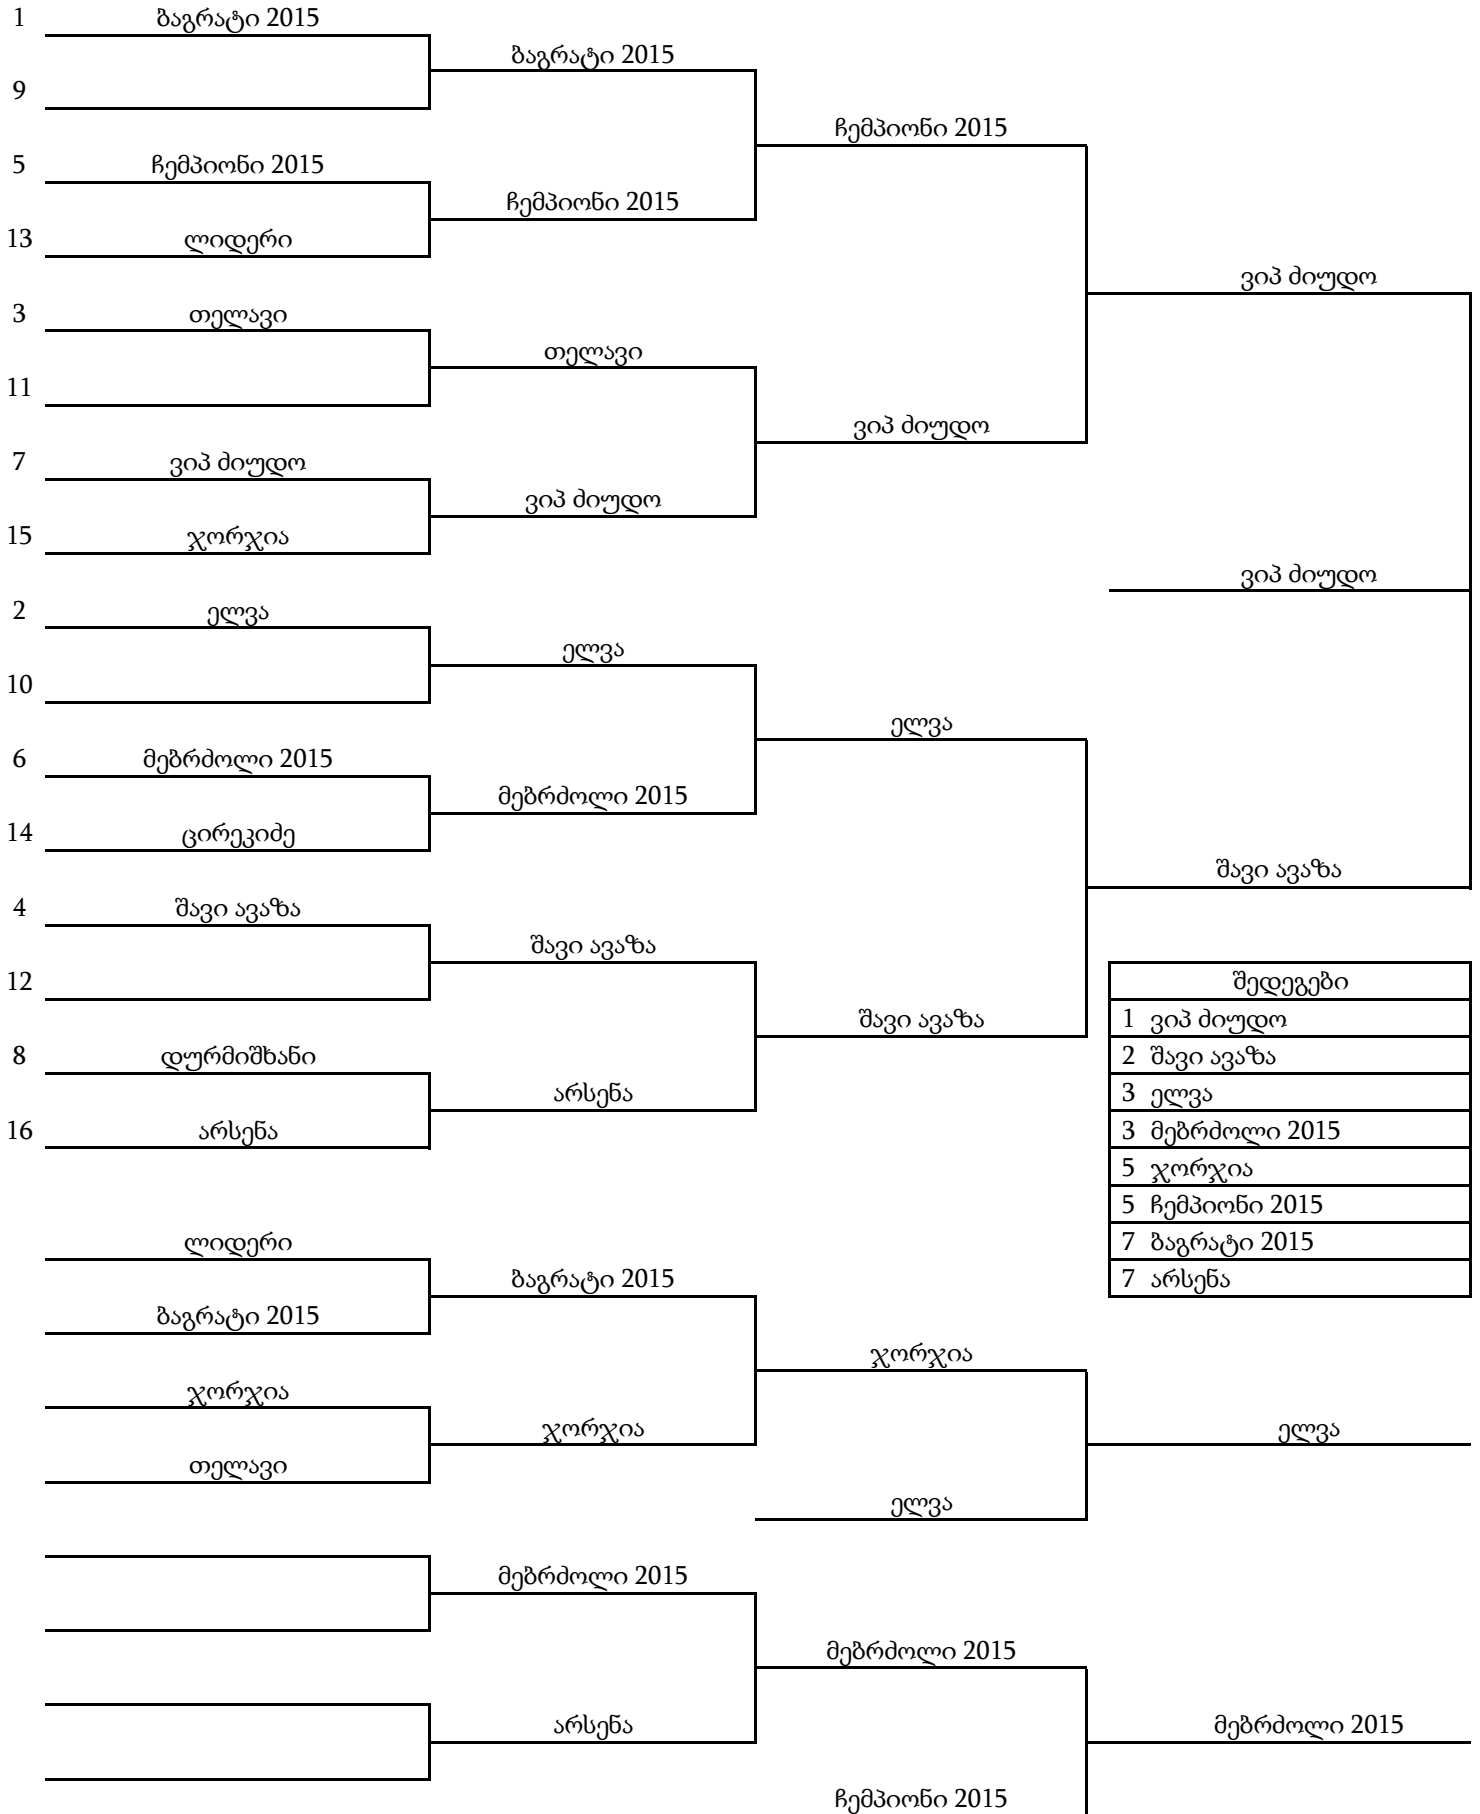 1 ბაგრატი 2015
ბაგრატი 2015
9
ჩემპიონი 2015
5 ჩემპიონი 2015
ჩემპიონი 2015
13 ლიდერი
ვიპ ძიუდო
3 თელავი
თელავი
11
ვიპ ძიუდო
7 ვიპ ძიუდო
ვიპ ძიუდო
15 ჯორჯია
ვიპ ძიუდო
2 ელვა
ელვა
10
ელვა
6 მებრძოლი 2015
მებრძოლი 2015
14 ცირეკიძე
შავი ავაზა
4 შავი ავაზა
შავი ავაზა
12
შედეგები
შავი ავაზა
1 ვიპ ძიუდო
8 დურმიშხანი
2 შავი ავაზა
არსენა
3 ელვა
16 არსენა
3 მებრძოლი 2015
5 ჯორჯია
5 ჩემპიონი 2015
ლიდერი
7 ბაგრატი 2015
ბაგრატი 2015
7 არსენა
ბაგრატი 2015
ჯორჯია
ჯორჯია
ჯორჯია
ელვა
თელავი
ელვა
მებრძოლი 2015
მებრძოლი 2015
არსენა
მებრძოლი 2015
ჩემპიონი 2015